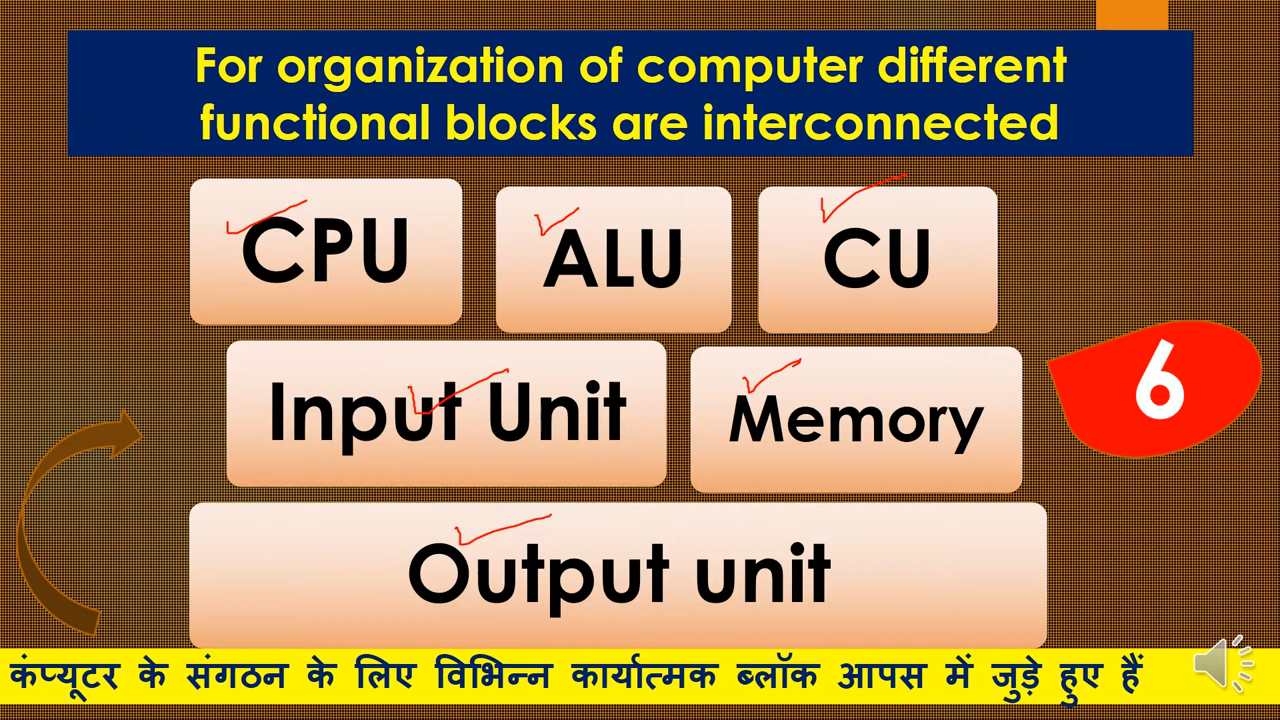 For organization of computer different
functional blocks are interconnected
CPU
ALU
CU
Input Unit
Memory
6
Output unit
कंप्यूटर के संगठन के लिए विभिन्न कार्यात्मक ब्लॉक आपस में जुड़े हुए हैं